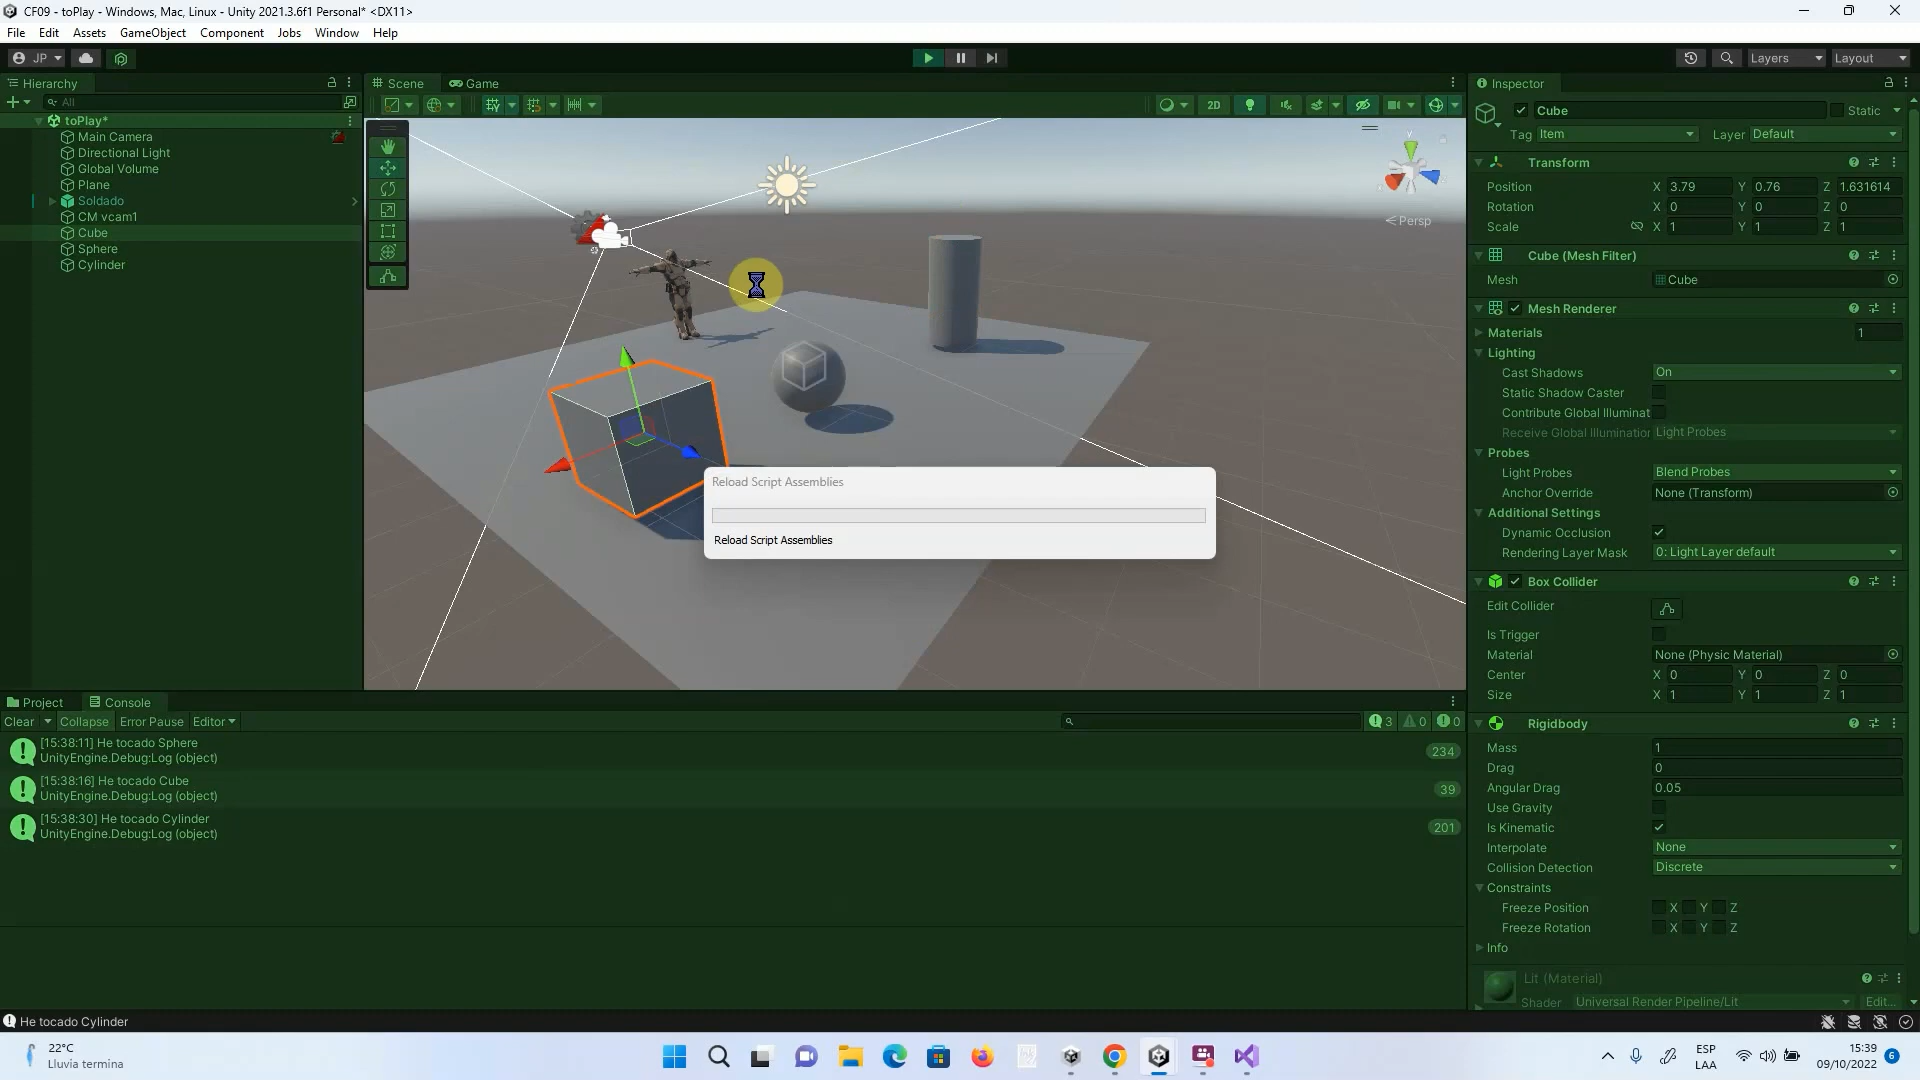 CF09 - toPlay - Windows, Mac, Linux - Unity 2021.3.6f1 Personal* <DX11>
File Edit Assets GameObject Component Jobs Window Help
JP Layers Layout
Hierarchy
All
toPlay*
Main Camera
Directional Light
Global Volume
Plane
Soldado
CM vcam1
Cube
Sphere
Cylinder
Scene Game
2D
Y
Persp
Reload Script Assemblies
Reload Script Assemblies
Inspector
Cube Static
Tag Item Layer Default
Transform
Position X 3.79 Y 0.76 Z 1.631614
Rotation X 0 Y 0 Z 0
Scale X 1 Y 1 Z 1
Cube (Mesh Filter)
Mesh Cube
Mesh Renderer
Materials 1
Lighting
Cast Shadows On
Static Shadow Caster
Contribute Global Illuminat
Receive Global Illumination Light Probes
Probes
Light Probes Blend Probes
Anchor Override None (Transform)
Additional Settings
Dynamic Occlusion
Rendering Layer Mask 0: Light Layer default
Box Collider
Edit Collider
Is Trigger
Material None (Physic Material)
Center X 0 Y 0 Z 0
Size X 1 Y 1 Z 1
Rigidbody
Mass 1
Drag 0
Angular Drag 0.05
Use Gravity
Is Kinematic
Interpolate None
Collision Detection Discrete
Constraints
Freeze Position X Y Z
Freeze Rotation X Y Z
Info
Lit (Material)
Shader Universal Render Pipeline/Lit Edit...
Project Console
Clear Collapse Error Pause Editor 3 0 0
[15:38:11] He tocado Sphere
UnityEngine.Debug:Log (object) 234
[15:38:16] He tocado Cube
UnityEngine.Debug:Log (object) 39
[15:38:30] He tocado Cylinder
UnityEngine.Debug:Log (object) 201
He tocado Cylinder
22°C
Lluvia termina
ESP
LAA
15:39
09/10/2022
6